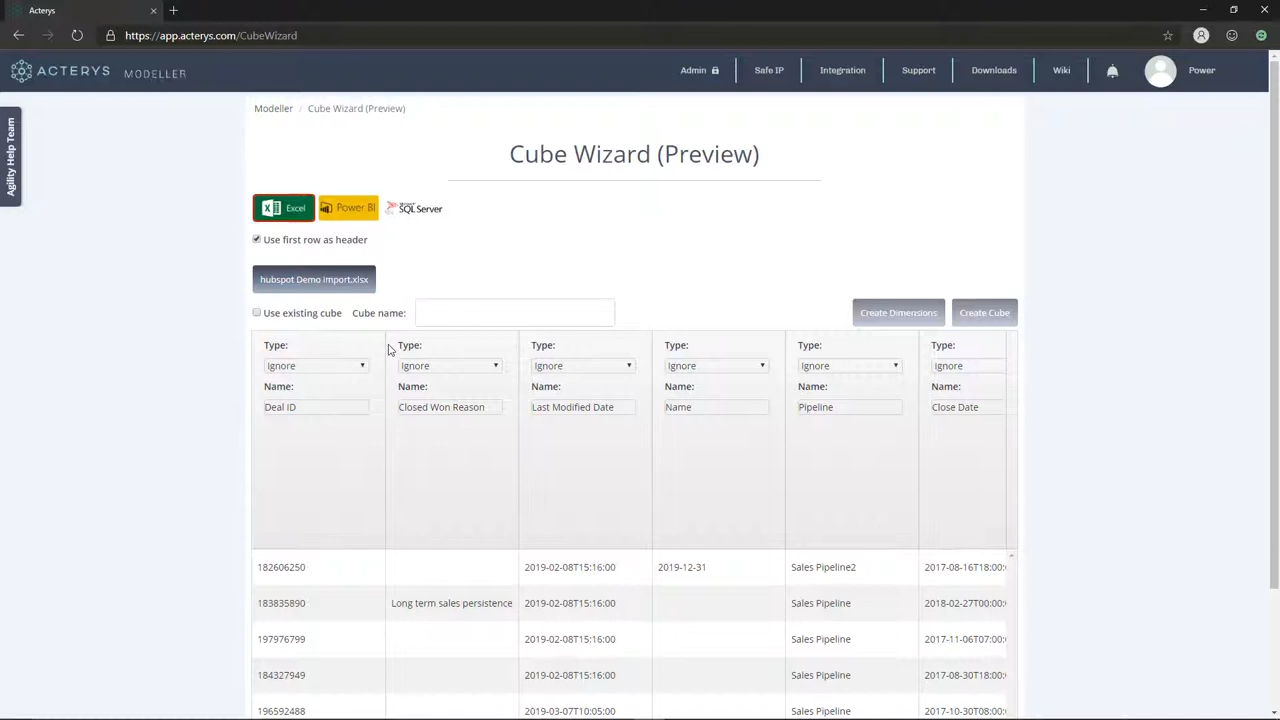 Acterys
https://app.acterys.com/CubeWizard
ACTERYS MODELLER
Admin
Safe IP
Integration
Support
Downloads
Wiki
Power
Agility Help Team
Modeller / Cube Wizard (Preview)
Cube Wizard (Preview)
Excel
Power BI
SQL Server
Use first row as header
hubspot Demo Import.xlsx
Use existing cube Cube name:
Create Dimensions
Create Cube
Type: Type: Type: Type: Type: Type:
Ignore Ignore Ignore Ignore Ignore Ignore
Name: Name: Name: Name: Name: Name:
Deal ID Closed Won Reason Last Modified Date Name Pipeline Close Date
182606250 2019-02-08T15:16:00 2019-12-31 Sales Pipeline2 2017-08-16T18:00:
183835890 Long term sales persistence 2019-02-08T15:16:00 Sales Pipeline 2018-02-27T00:00:
197976799 2019-02-08T15:16:00 Sales Pipeline 2017-11-06T07:00:
184327949 2019-02-08T15:16:00 Sales Pipeline 2017-08-30T18:00:
196592488 2019-03-07T10:05:00 Sales Pipeline 2017-10-30T08:00: